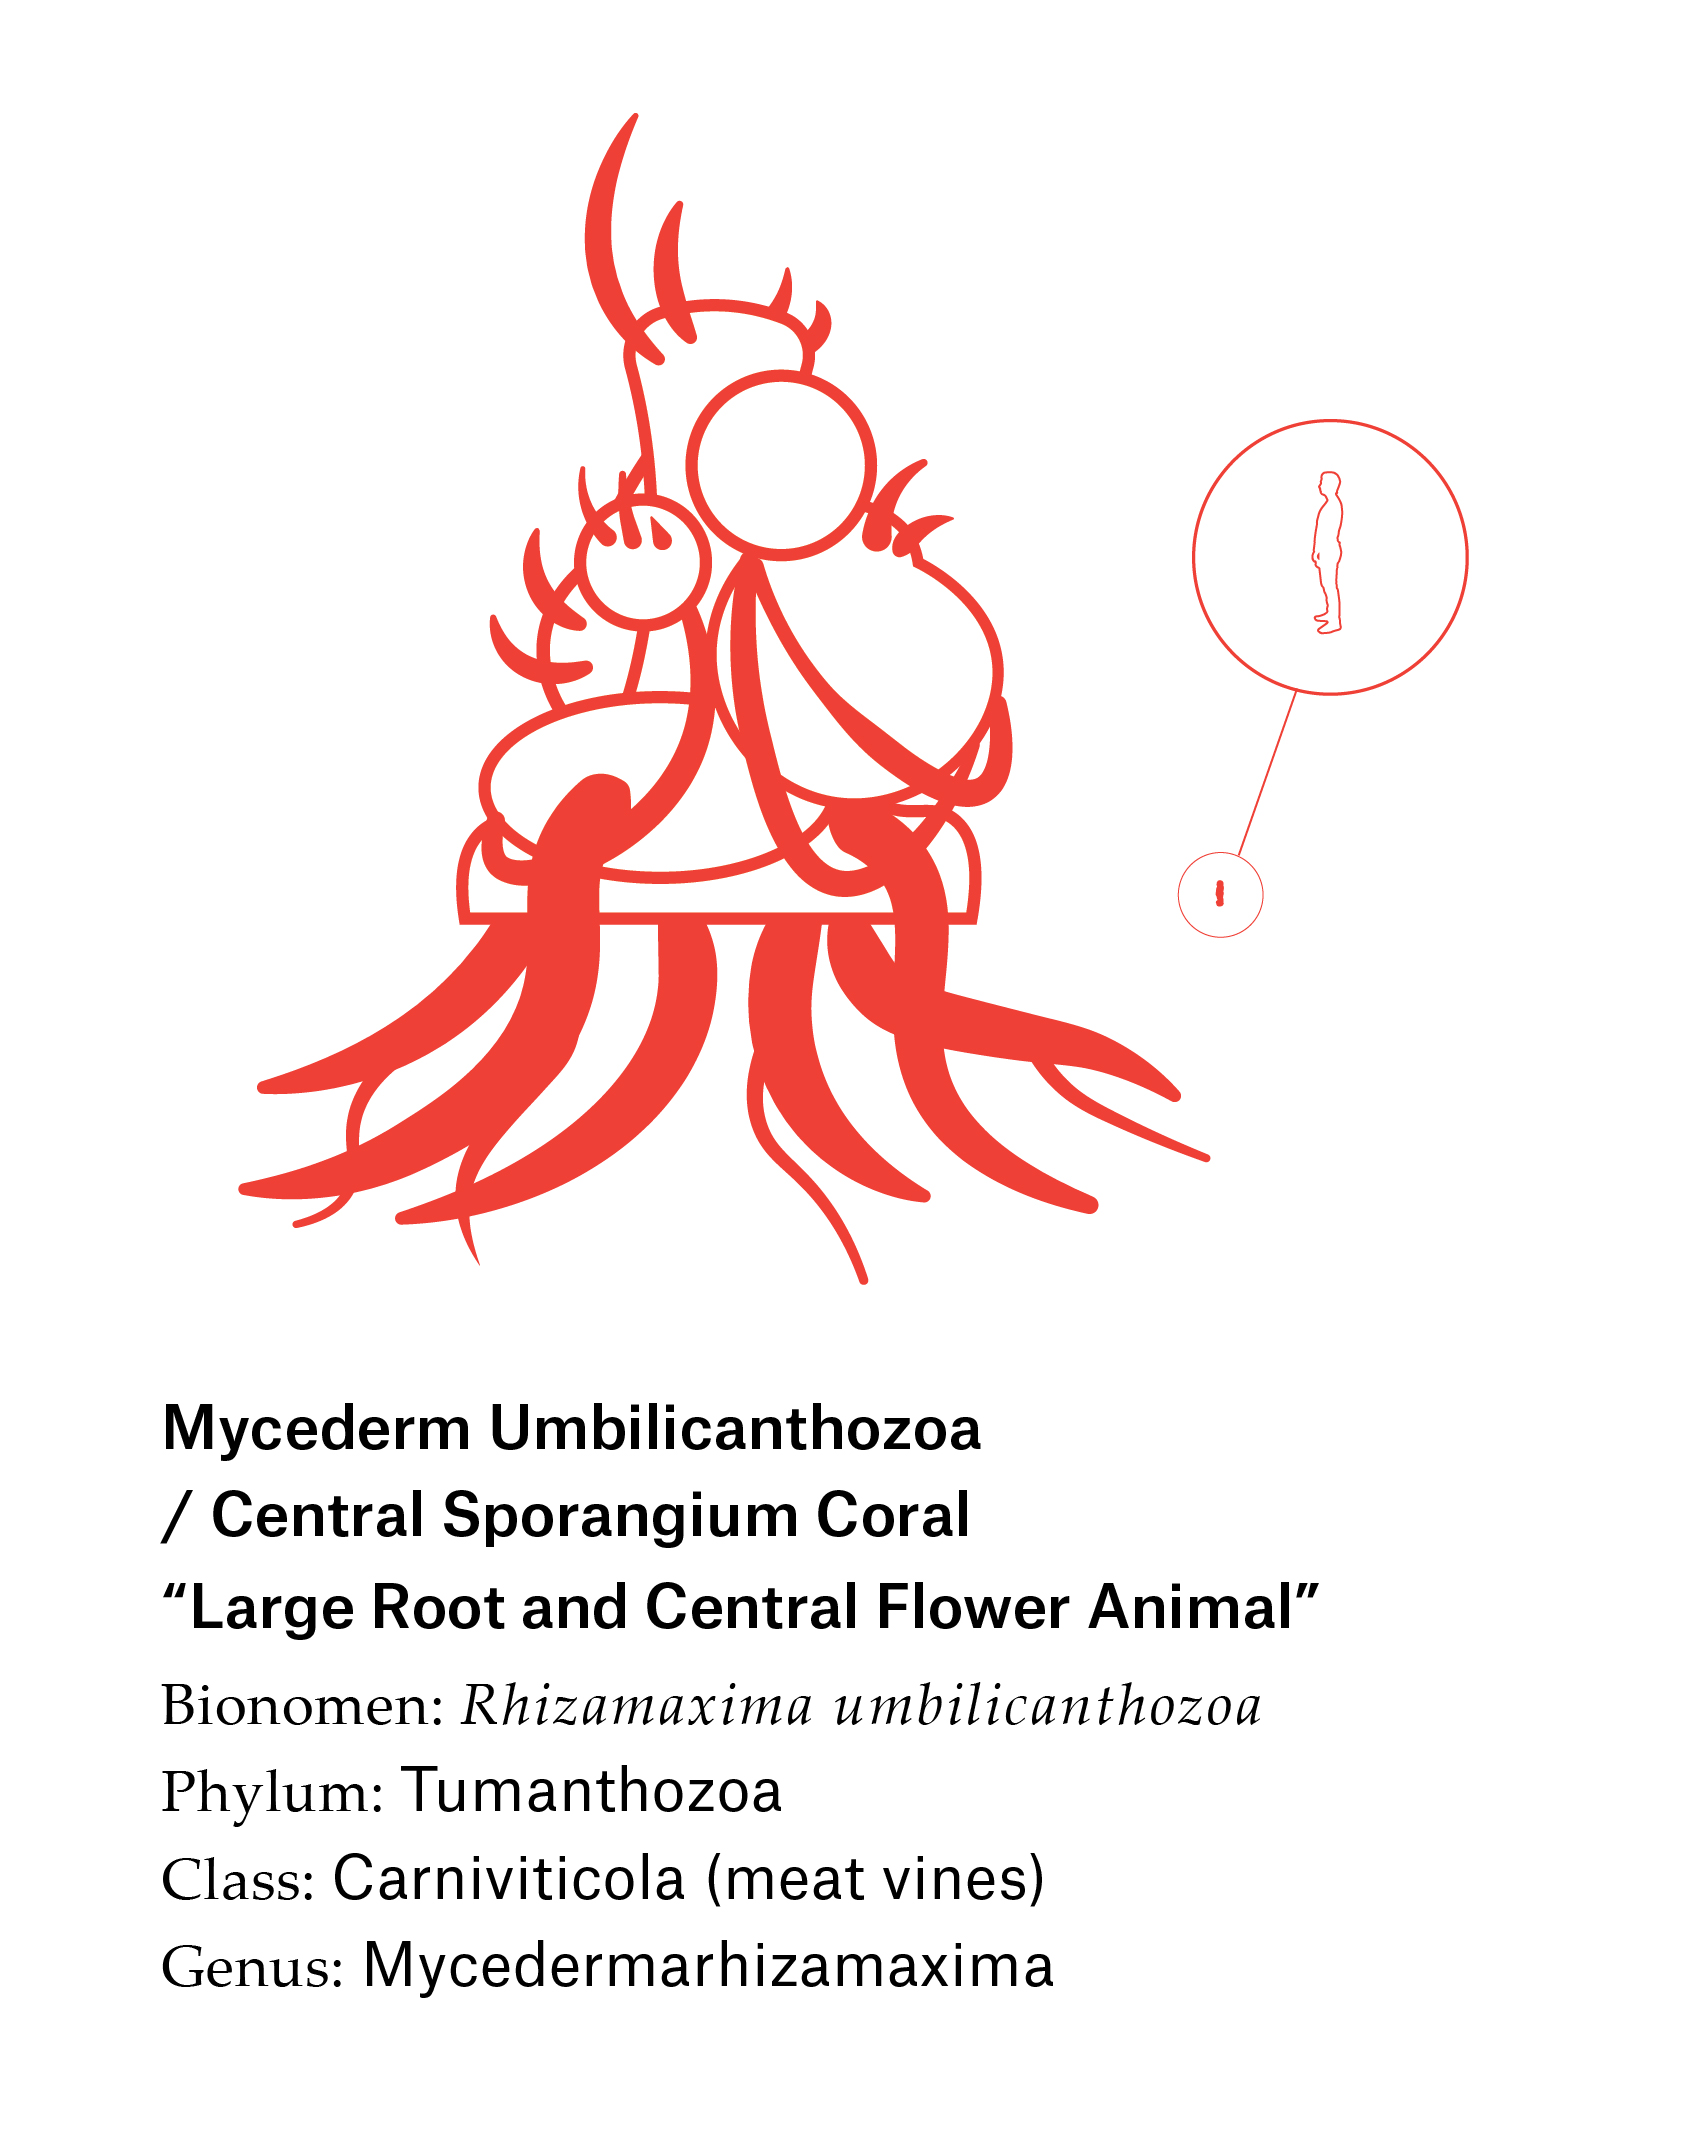 Mycederm Umbilicanthozoa
/ Central Sporangium Coral
“Large Root and Central Flower Animal”
Bionomen: Rhizamaxima umbilicanthozoa
Phylum: Tumanthozoa
Class: Carniviticola (meat vines)
Genus: Mycedermarhizamaxima